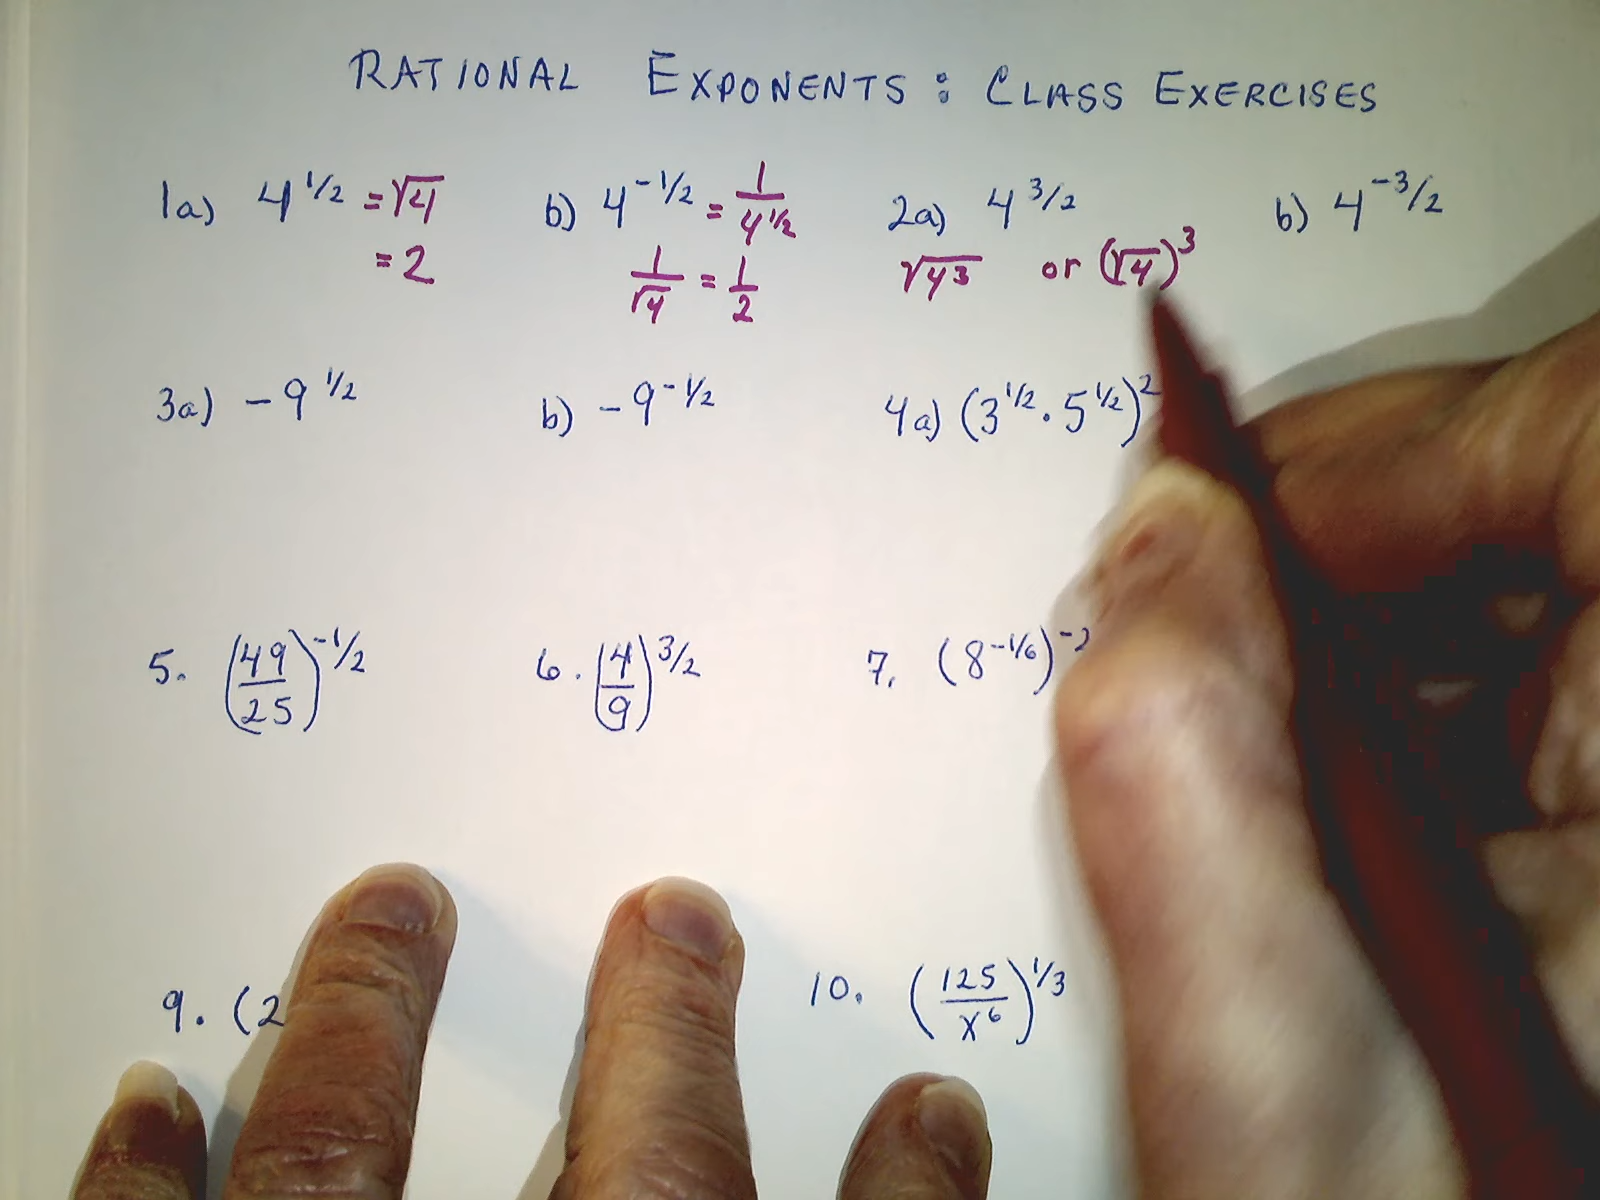 RATIONAL EXPONENTS : CLASS EXERCISES
1a) 4^1/2 = √4
= 2
b) 4^-1/2 = 1/4^1/2
1/√4 = 1/2
2a) 4^3/2
√4^3 or (√4)^3
b) 4^-3/2
3a) -9^1/2
b) -9^-1/2
4a) (3^1/2 · 5^1/2)^2
5. (49/25)^-1/2
6. (4/9)^3/2
7. (8^-1/6)^-2
9. (2
10. (125/x^6)^1/3